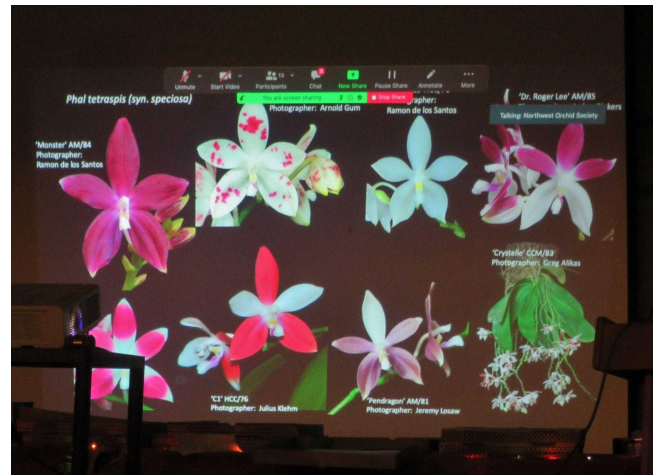 Unmute
Start Video
Participants
13
Chat
New Share
Pause Share
Annotate
More
You are screen sharing
Stop Share
Talking: Northwest Orchid Society
Phal tetraspis (syn. speciosa)
Photographer: Arnold Gum
Ramon de los Santos
'Dr. Roger Lee' AM/85
'Monster' AM/84
Photographer:
Ramon de los Santos
'Crystelle' CCM/83
Photographer: Greg Allikas
'C1' HCC/76
Photographer: Julius Klehm
'Pendragon' AM/81
Photographer: Jeremy Losaw